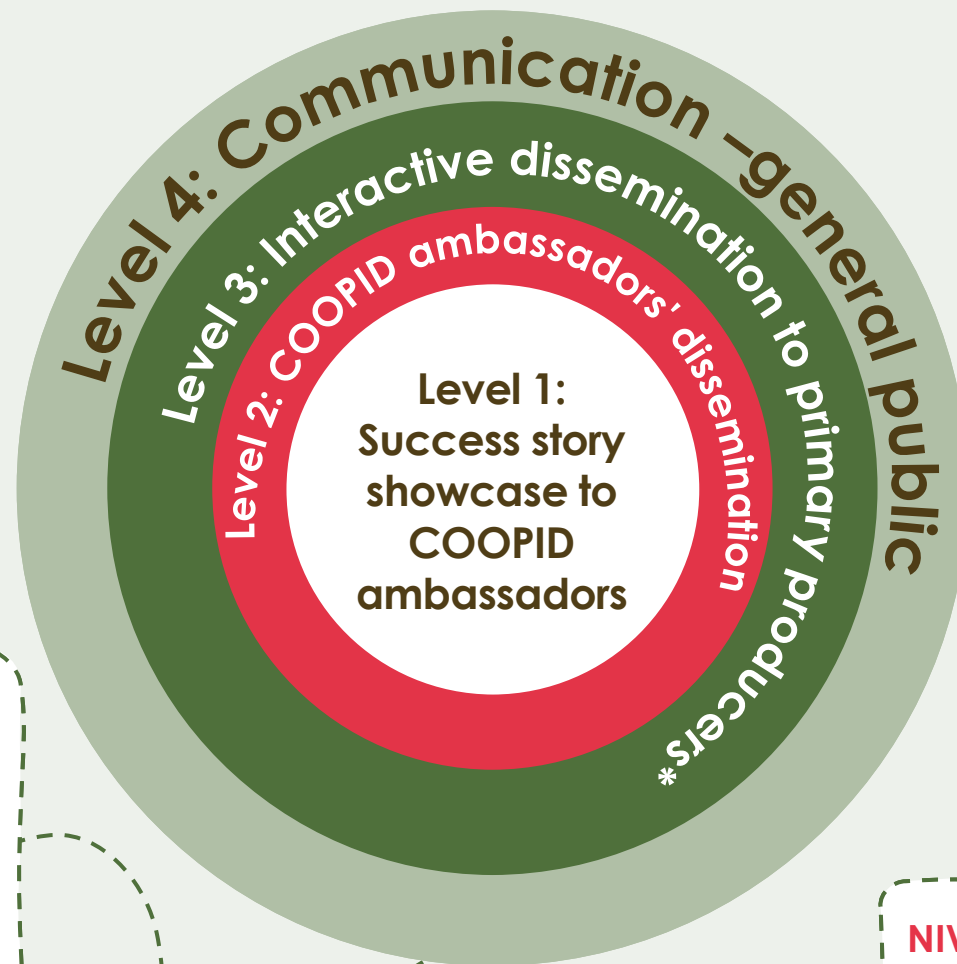 Level 4: Communication –general public
Level 3: Interactive dissemination to primary producers*
Level 2: COOPID ambassadors' dissemination
Level 1:
Success story
showcase to
COOPID
ambassadors